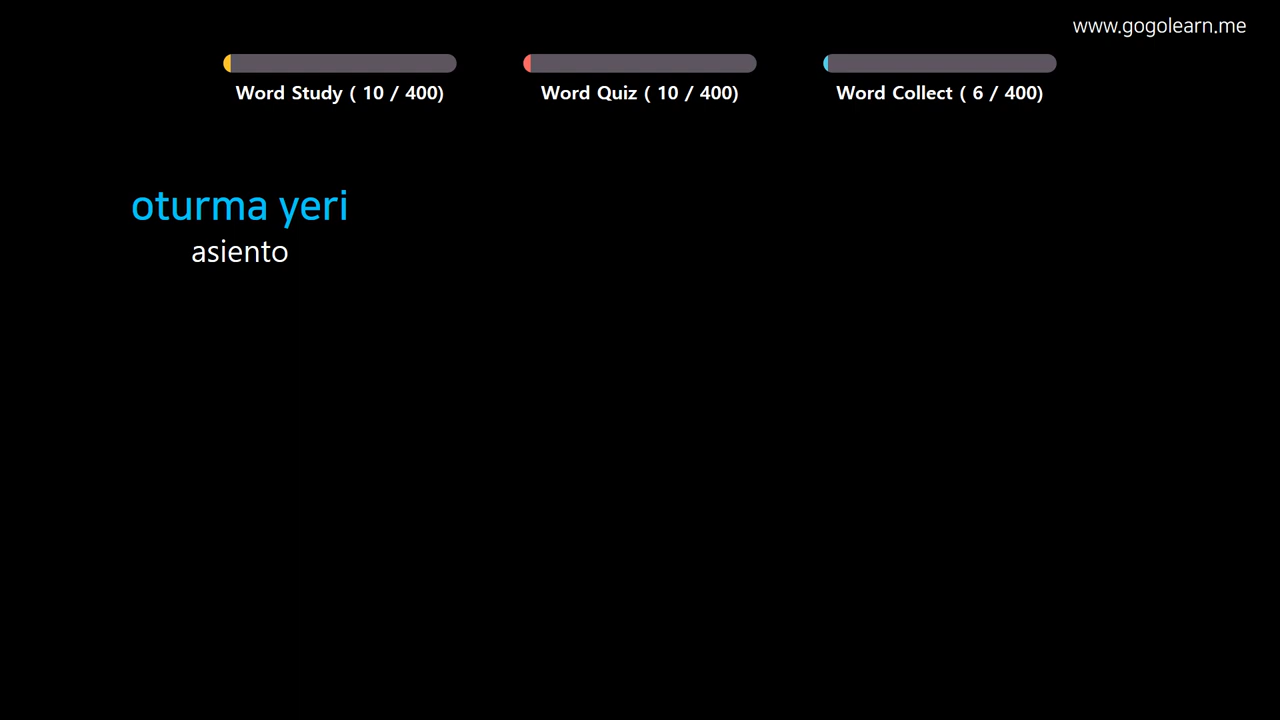 www.gogolearn.me
Word Study ( 10 / 400)
Word Quiz ( 10 / 400)
Word Collect ( 6 / 400)
oturma yeri
asiento